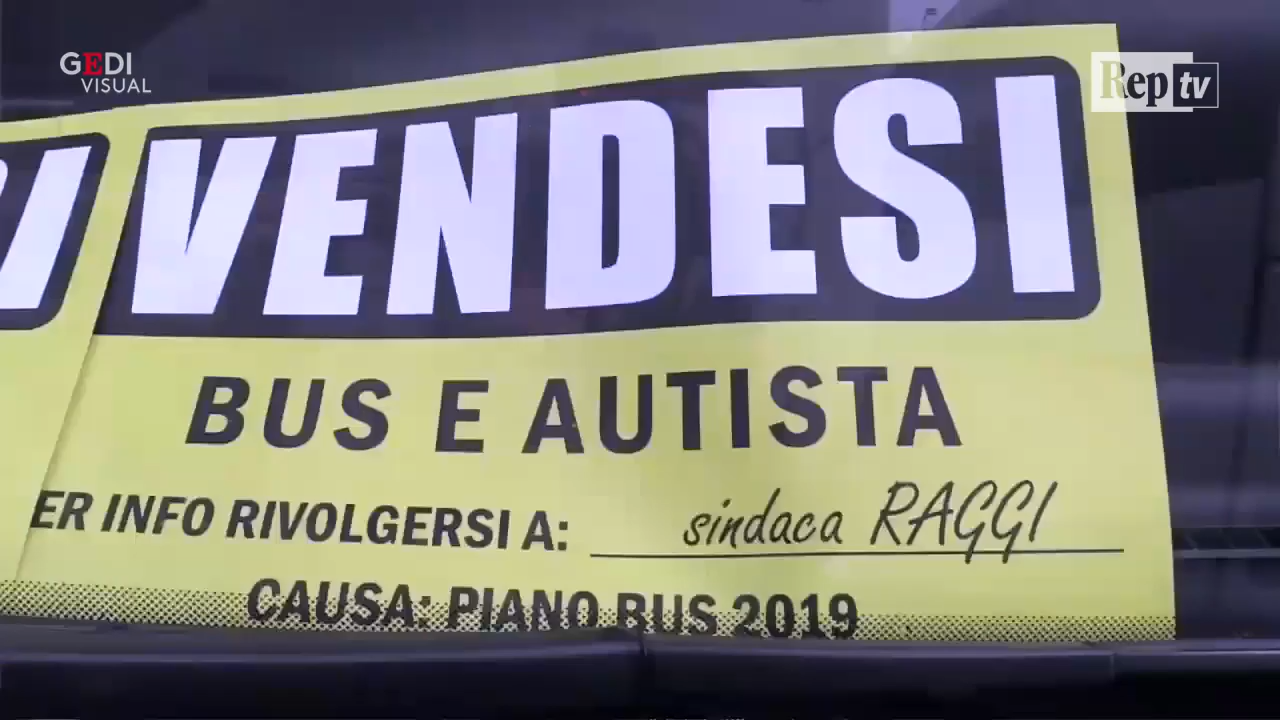 GEDI
VISUAL
Rep tv
VENDESI
BUS E AUTISTA
ER INFO RIVOLGERSI A: sindaca RAGGI
CAUSA: PIANO BUS 2019